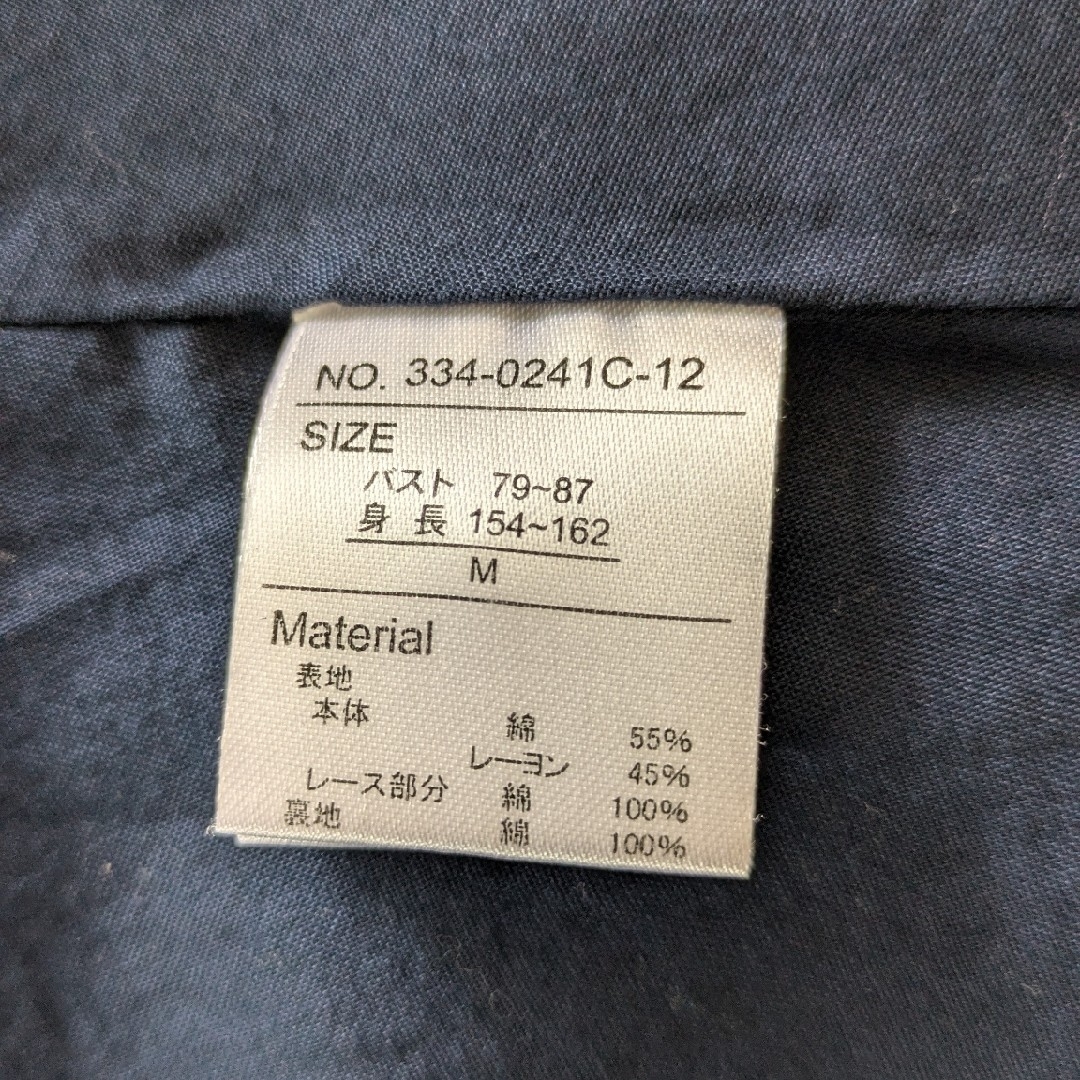 NO. 334-0241C-12
SIZE
バスト 79~87
身 長 154~162
M
Material
表地
本体 綿 55%
レーヨン 45%
レース部分 綿 100%
裏地 綿 100%